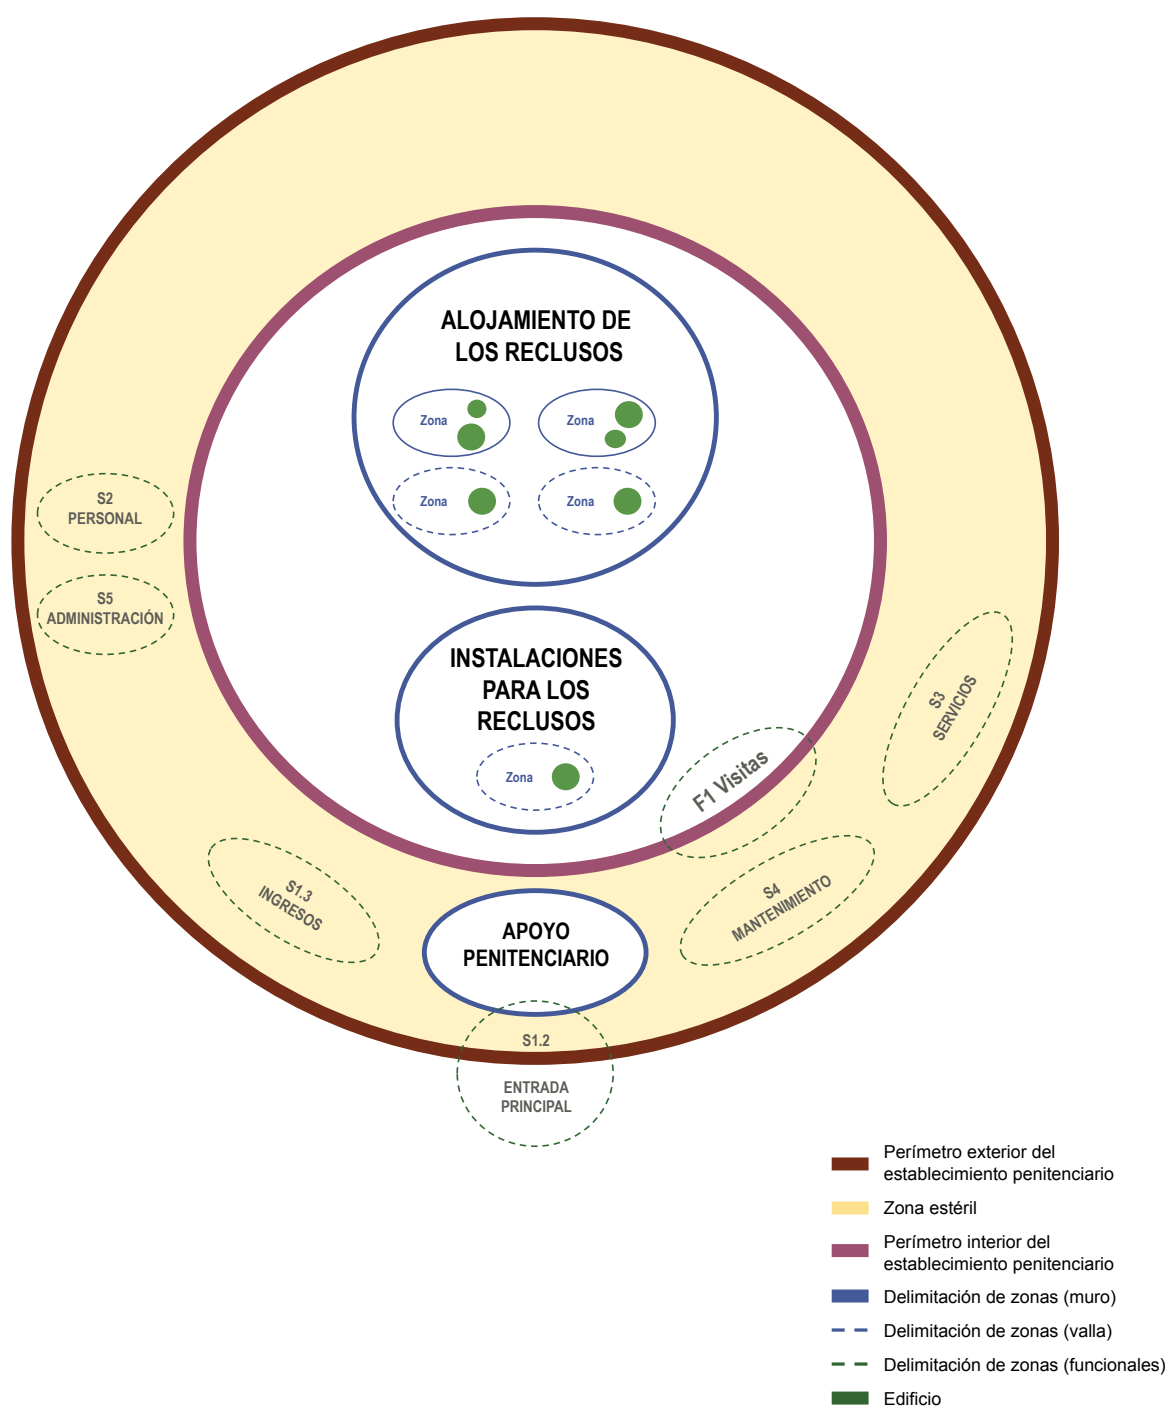 ALOJAMIENTO DE
LOS RECLUSOS
Zona
Zona
Zona
Zona
S2
PERSONAL
S5
ADMINISTRACIÓN
INSTALACIONES
PARA LOS
RECLUSOS
Zona
S3
SERVICIOS
F1 Visitas
S1.3
INGRESOS
S4
MANTENIMIENTO
APOYO
PENITENCIARIO
S1.2
ENTRADA
PRINCIPAL
Perímetro exterior del
establecimiento penitenciario
Zona estéril
Perímetro interior del
establecimiento penitenciario
Delimitación de zonas (muro)
Delimitación de zonas (valla)
Delimitación de zonas (funcionales)
Edificio